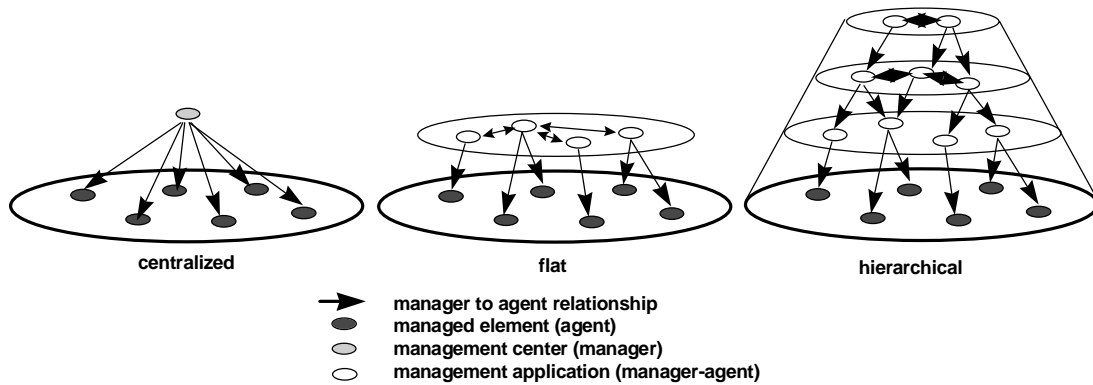 centralized
flat
hierarchical
manager to agent relationship
managed element (agent)
management center (manager)
management application (manager-agent)